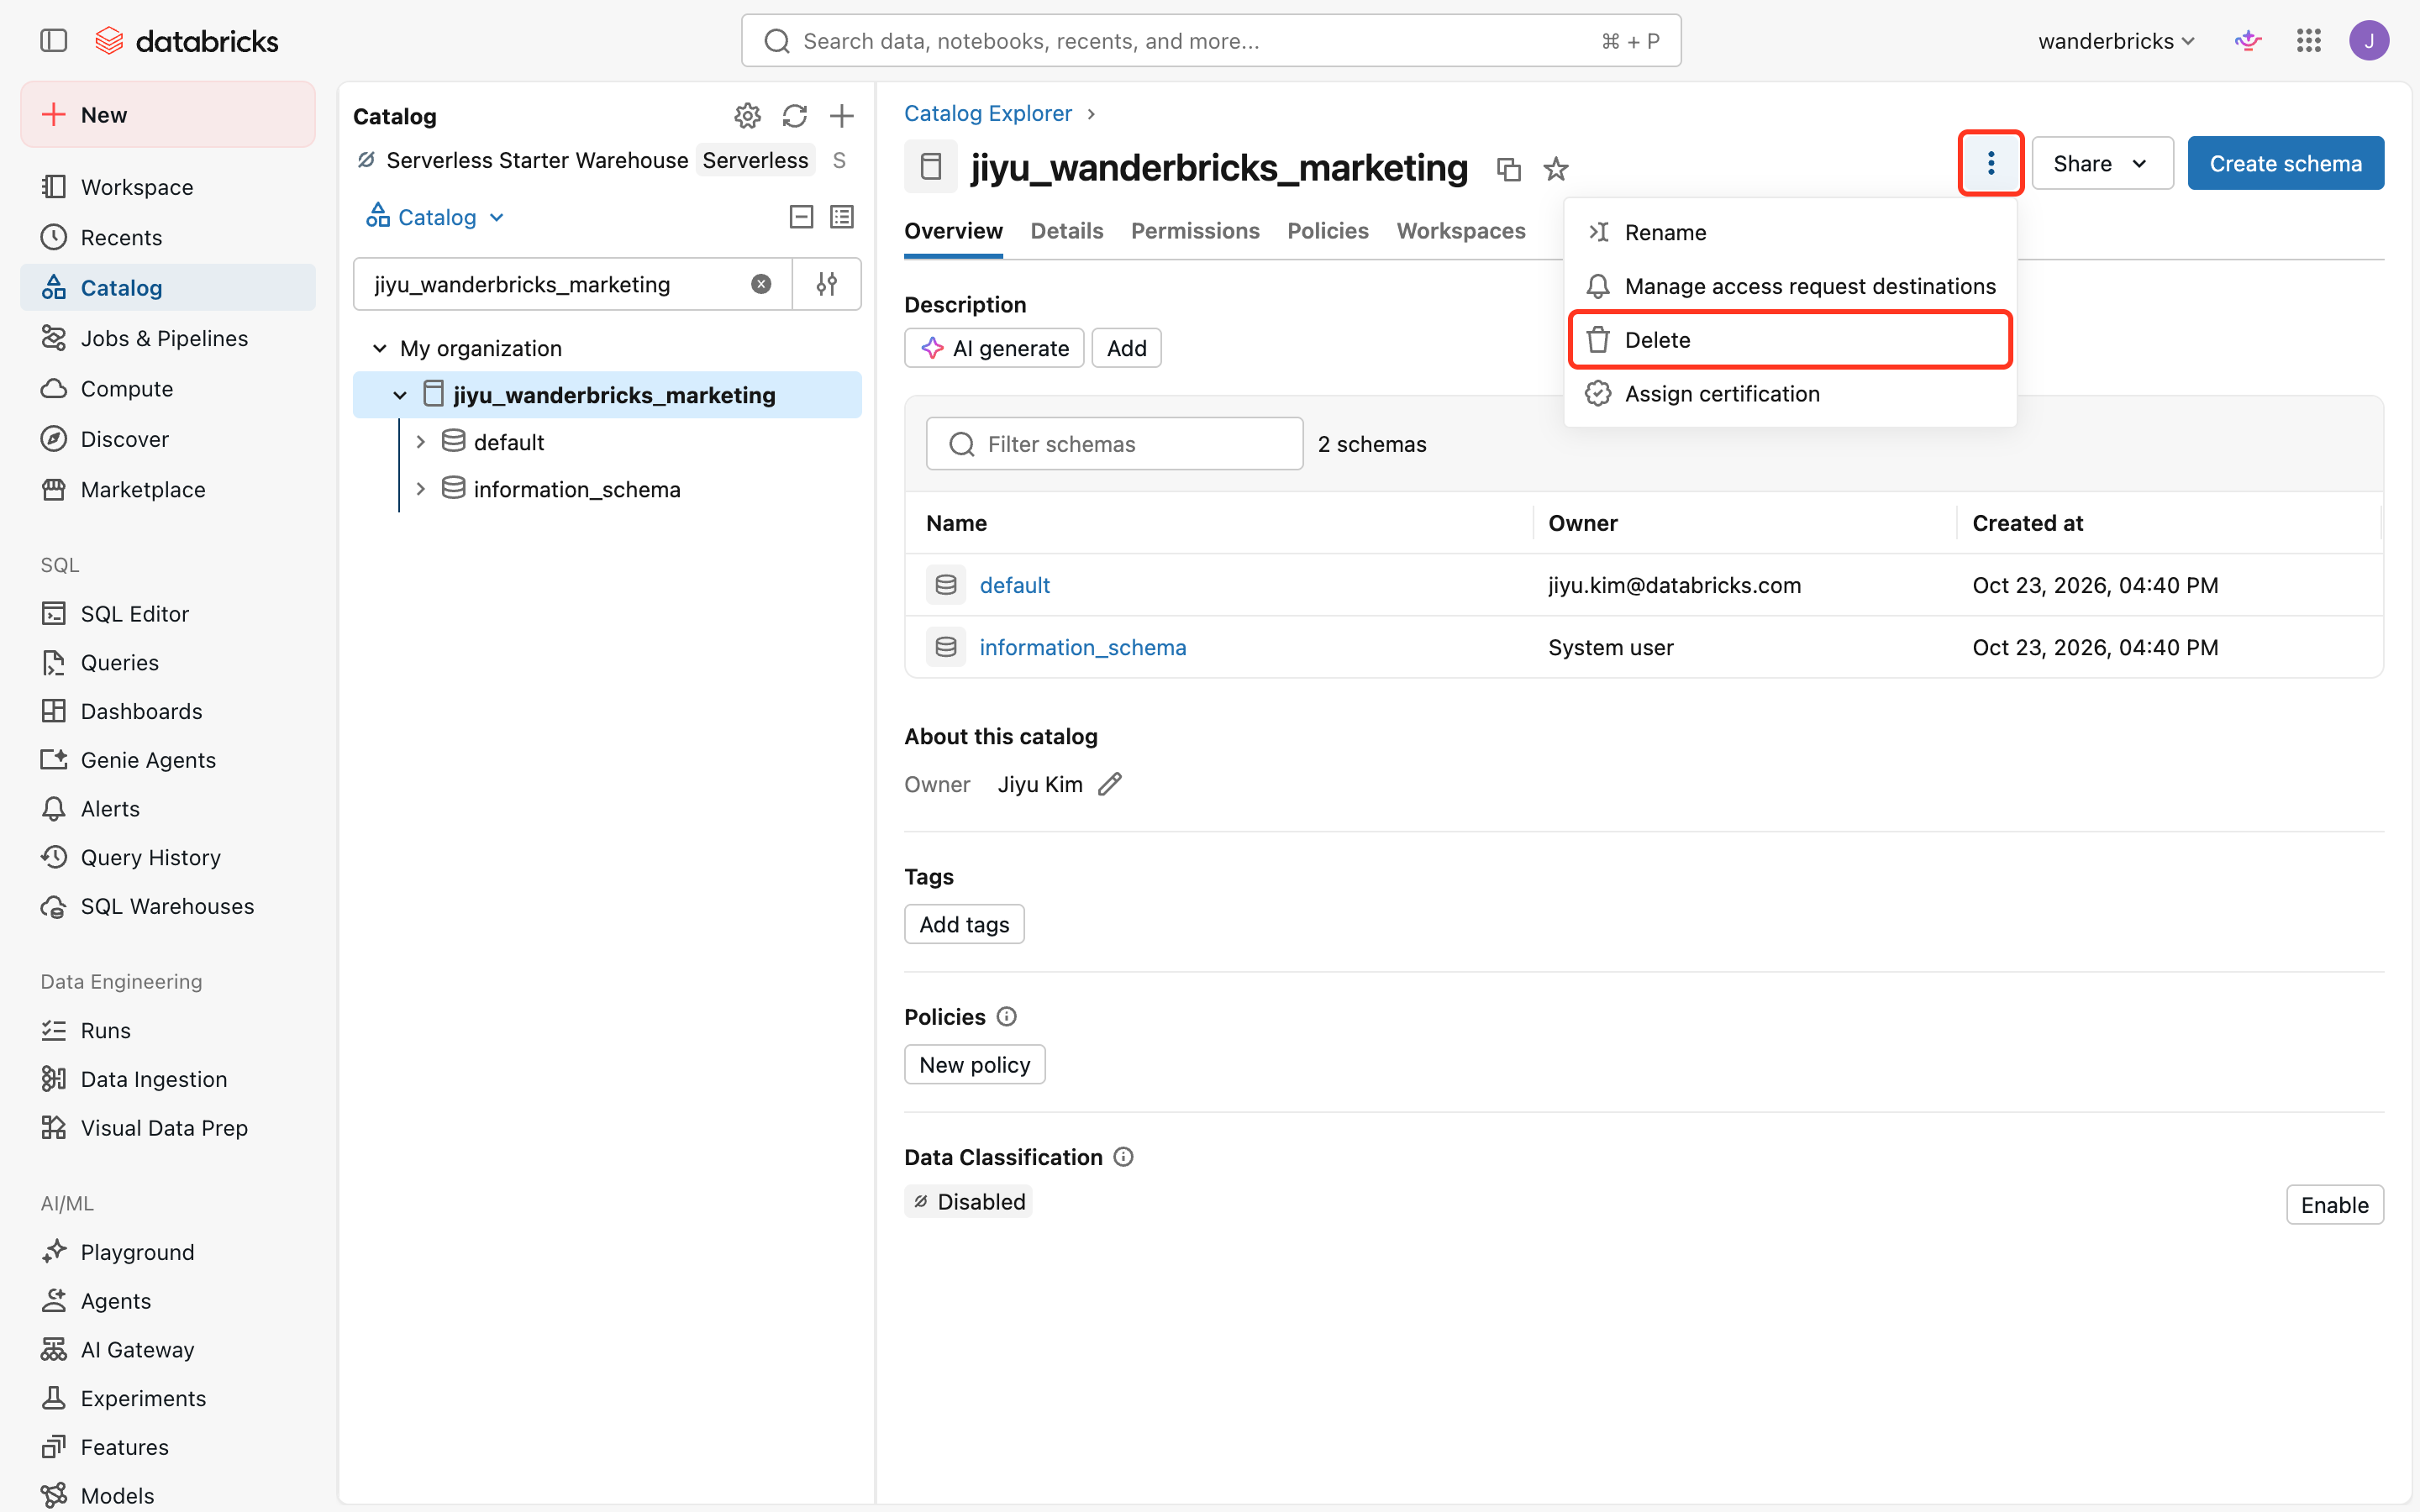 databricks
Search data, notebooks, recents, and more...
⌘ + P
wanderbricks
J
New
Workspace
Recents
Catalog
Jobs & Pipelines
Compute
Discover
Marketplace
SQL
SQL Editor
Queries
Dashboards
Genie Agents
Alerts
Query History
SQL Warehouses
Data Engineering
Runs
Data Ingestion
Visual Data Prep
AI/ML
Playground
Agents
AI Gateway
Experiments
Features
Models
Catalog
Serverless Starter Warehouse Serverless S
Catalog
jiyu_wanderbricks_marketing
My organization
jiyu_wanderbricks_marketing
default
information_schema
Catalog Explorer ›
jiyu_wanderbricks_marketing
Share
Create schema
Overview Details Permissions Policies Workspaces
Rename
Manage access request destinations
Delete
Assign certification
Description
AI generate
Add
Filter schemas
2 schemas
Name Owner Created at
default jiyu.kim@databricks.com Oct 23, 2026, 04:40 PM
information_schema System user Oct 23, 2026, 04:40 PM
About this catalog
Owner Jiyu Kim
Tags
Add tags
Policies
New policy
Data Classification
Disabled
Enable